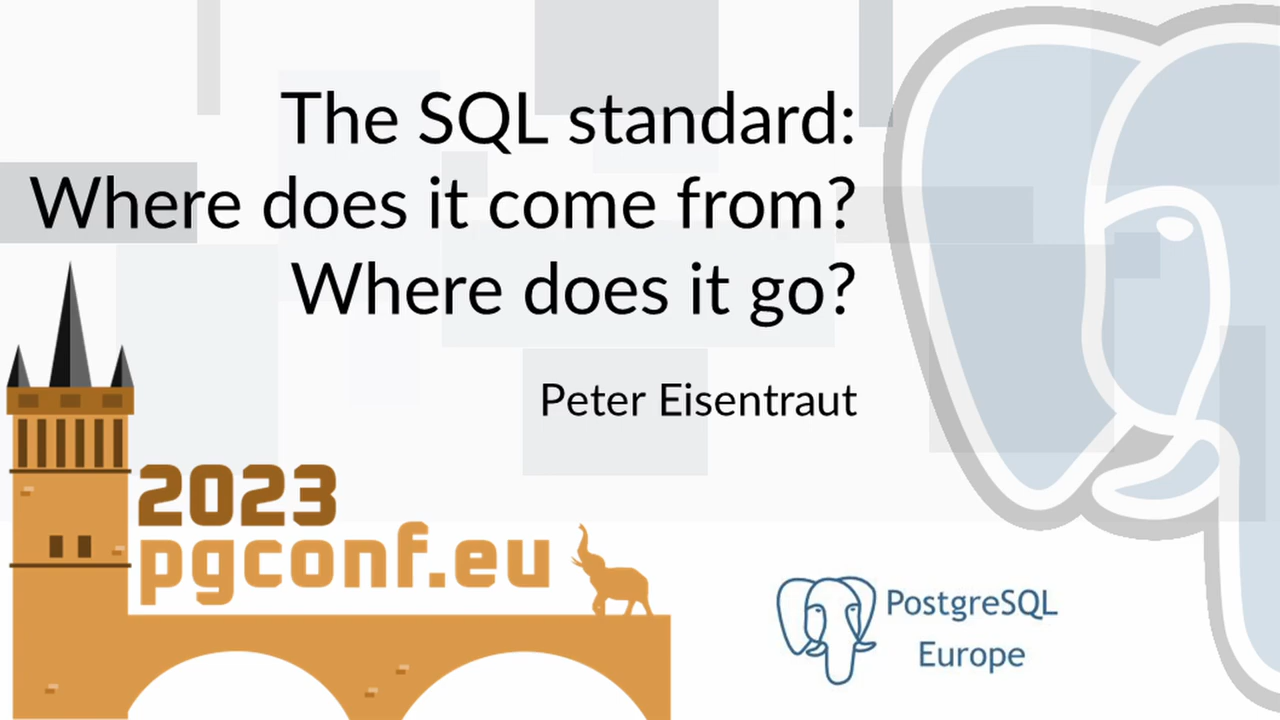 The SQL standard:
Where does it come from?
Where does it go?
Peter Eisentraut
2023
pgconf.eu
PostgreSQL
Europe